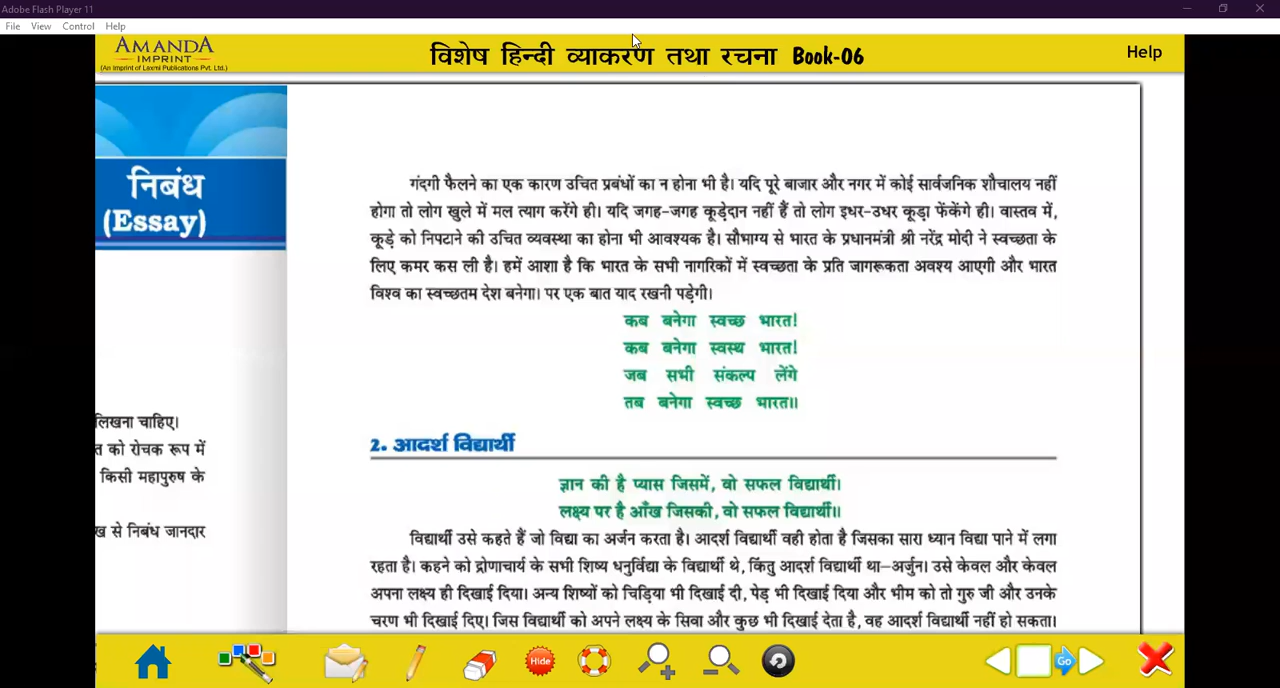 Adobe Flash Player 11
File View Control Help
AMANDA
IMPRINT
(An Imprint of Laxmi Publications Pvt. Ltd.)
विशेष हिन्दी व्याकरण तथा रचना Book-06
Help
निबंध
(Essay)
लिखना चाहिए।
त को रोचक रूप में
किसी महापुरुष के
ख से निबंध जानदार
गंदगी फैलने का एक कारण उचित प्रबंधों का न होना भी है। यदि पूरे बाजार और नगर में कोई सार्वजनिक शौचालय नहीं
होगा तो लोग खुले में मल त्याग करेंगे ही। यदि जगह-जगह कूड़ेदान नहीं हैं तो लोग इधर-उधर कूड़ा फेंकेंगे ही। वास्तव में,
कूड़े को निपटाने की उचित व्यवस्था का होना भी आवश्यक है। सौभाग्य से भारत के प्रधानमंत्री श्री नरेंद्र मोदी ने स्वच्छता के
लिए कमर कस ली है। हमें आशा है कि भारत के सभी नागरिकों में स्वच्छता के प्रति जागरूकता अवश्य आएगी और भारत
विश्व का स्वच्छतम देश बनेगा। पर एक बात याद रखनी पड़ेगी।
कब बनेगा स्वच्छ भारत!
कब बनेगा स्वस्थ भारत!
जब सभी संकल्प लेंगे
तब बनेगा स्वच्छ भारत॥
2. आदर्श विद्यार्थी
ज्ञान की है प्यास जिसमें, वो सफल विद्यार्थी।
लक्ष्य पर है आँख जिसकी, वो सफल विद्यार्थी॥
विद्यार्थी उसे कहते हैं जो विद्या का अर्जन करता है। आदर्श विद्यार्थी वही होता है जिसका सारा ध्यान विद्या पाने में लगा
रहता है। कहने को द्रोणाचार्य के सभी शिष्य धनुर्विद्या के विद्यार्थी थे, किंतु आदर्श विद्यार्थी था—अर्जुन। उसे केवल और केवल
अपना लक्ष्य ही दिखाई दिया। अन्य शिष्यों को चिड़िया भी दिखाई दी, पेड़ भी दिखाई दिया और भीम को तो गुरु जी और उनके
चरण भी दिखाई दिए। जिस विद्यार्थी को अपने लक्ष्य के सिवा और कुछ भी दिखाई देता है, वह आदर्श विद्यार्थी नहीं हो सकता।
Hide
Go